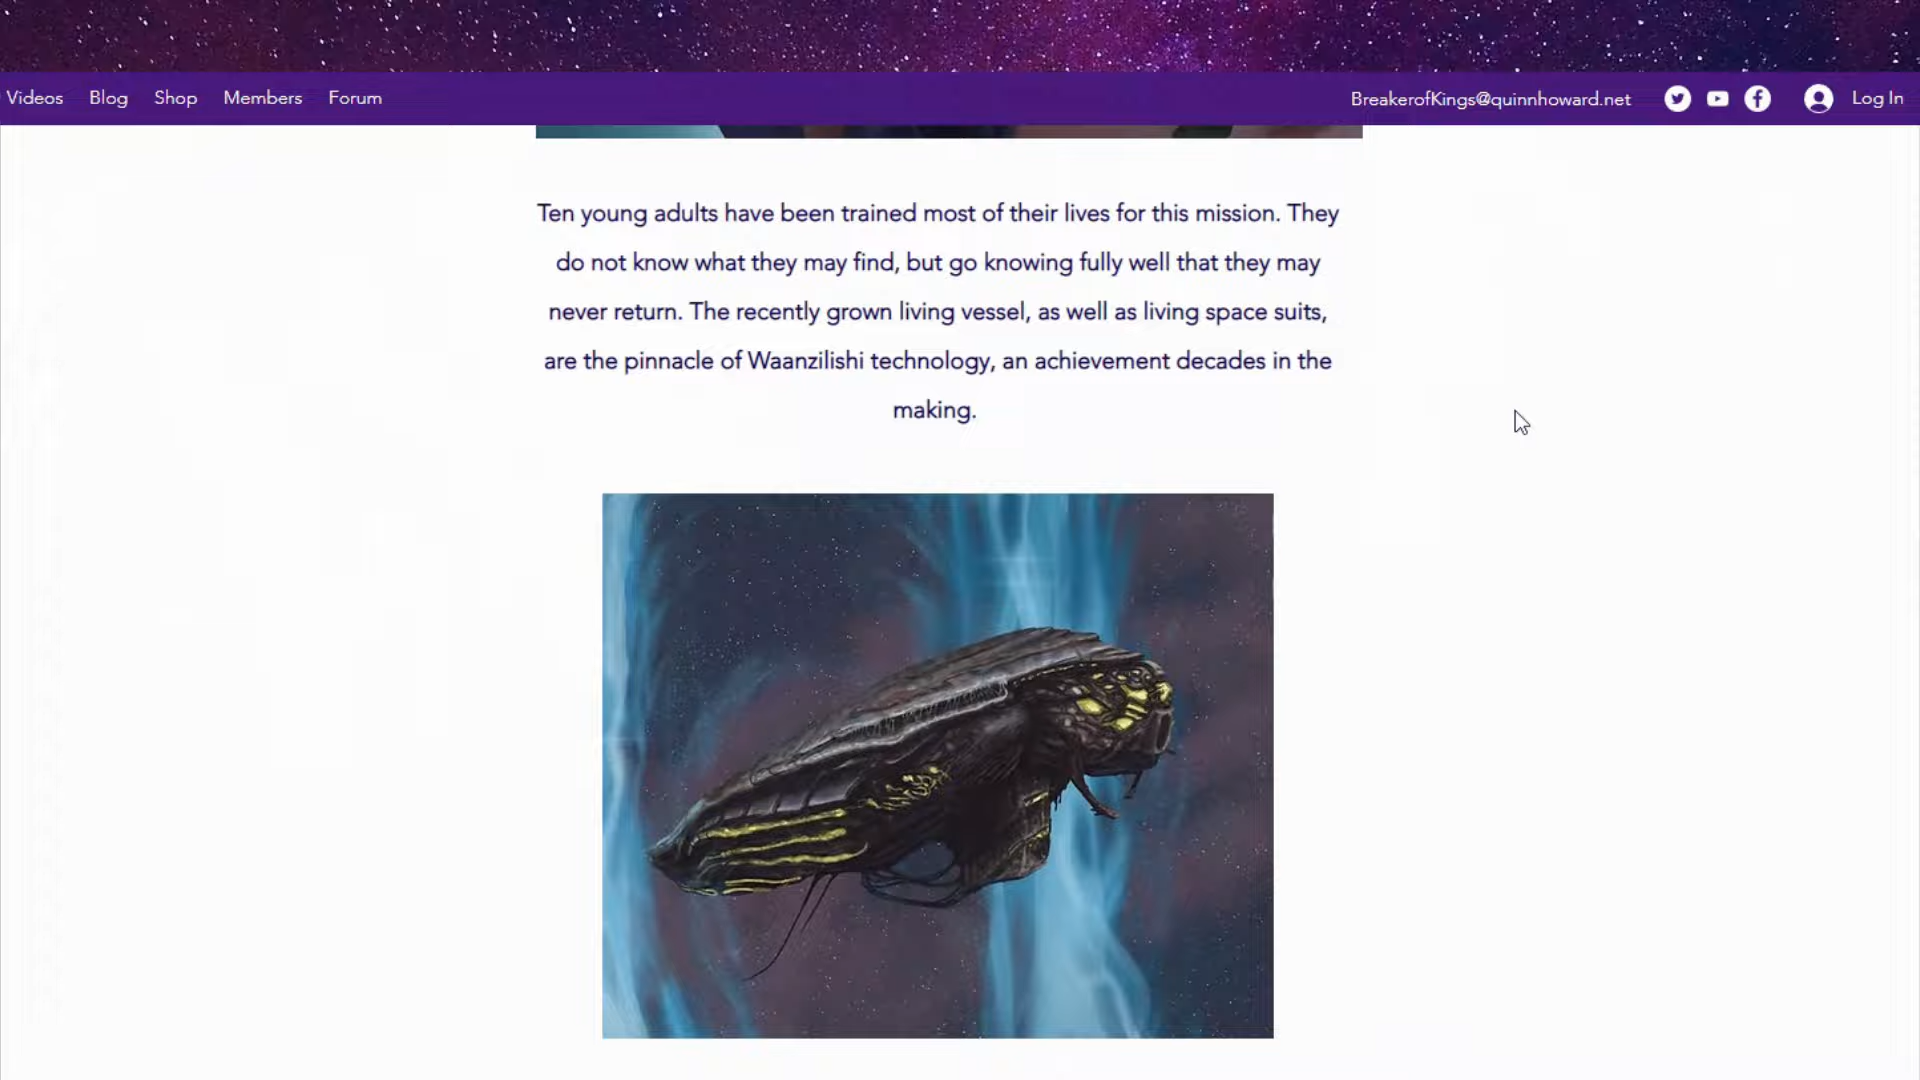 Videos Blog Shop Members Forum BreakerofKings@quinnhoward.net Log In
Ten young adults have been trained most of their lives for this mission. They
do not know what they may find, but go knowing fully well that they may
never return. The recently grown living vessel, as well as living space suits,
are the pinnacle of Waanzilishi technology, an achievement decades in the
making.